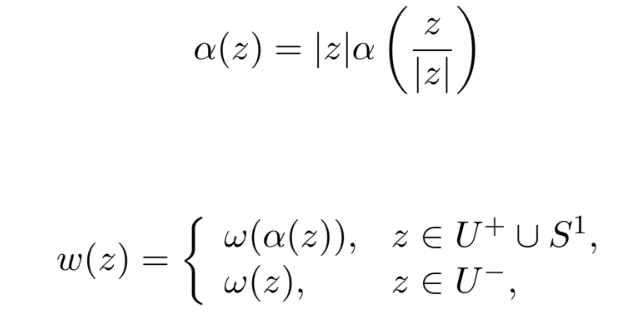 α(z) = |z|α(z/|z|)
w(z) = { ω(α(z)), z ∈ U⁺ ∪ S¹,
ω(z), z ∈ U⁻,